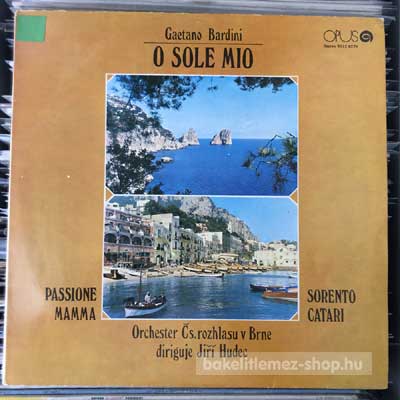 Gaetano Bardini
O SOLE MIO
OPUS
PASSIONE
MAMMA
SORENTO
CATARI
Orchester Čs. rozhlasu v Brne
diriguje Jiří Hudec
bakelitlemez-shop.hu